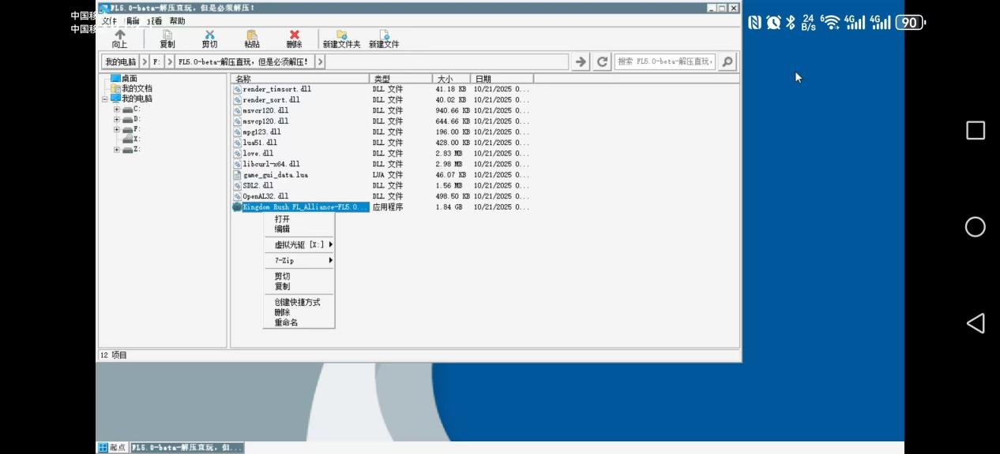 中国移
中国移
24
B/s
6
4G
4G
90
FL5.0-beta-解压直玩，但是必须解压！
文件 编辑 查看 帮助
向上 复制 剪切 粘贴 删除 新建文件夹 新建文件
我的电脑 F: FL5.0-beta-解压直玩，但是必须解压！ 搜索 FL5.0-beta-解压直玩，
桌面
我的文档
我的电脑
C:
D:
F:
X:
Z:
名称 类型 大小 日期
render_timsort.dll DLL 文件 41.18 KB 10/21/2025 0...
render_sort.dll DLL 文件 40.02 KB 10/21/2025 0...
msvcr120.dll DLL 文件 940.66 KB 10/21/2025 0...
msvcp120.dll DLL 文件 644.66 KB 10/21/2025 0...
mpg123.dll DLL 文件 196.00 KB 10/21/2025 0...
lua51.dll DLL 文件 428.00 KB 10/21/2025 0...
love.dll DLL 文件 2.83 MB 10/21/2025 0...
libcurl-x64.dll DLL 文件 2.98 MB 10/21/2025 0...
game_gui_data.lua LUA 文件 46.07 KB 10/21/2025 0...
SDL2.dll DLL 文件 1.56 MB 10/21/2025 0...
OpenAL32.dll DLL 文件 498.50 KB 10/21/2025 0...
Kingdom Rush FL_Alliance-FL5.0... 应用程序 1.84 GB 10/21/2025 0...
打开
编辑
虚拟光驱 [X:]
7-Zip
剪切
复制
创建快捷方式
删除
重命名
12 项目
起点 FL5.0-beta-解压直玩，但...